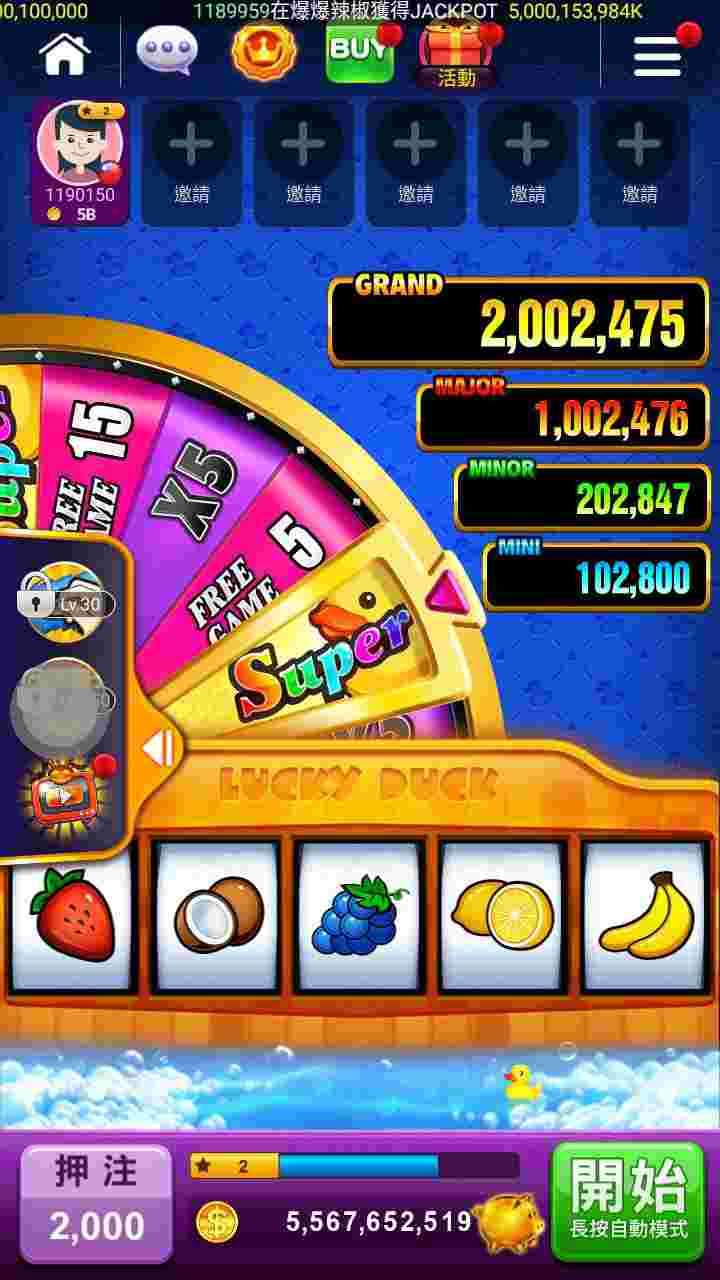 00,100,000 1189959在爆爆辣椒獲得JACKPOT 5,000,153,984K
BUY
活動
2
1190150
5B
邀請
邀請
邀請
邀請
邀請
GRAND
2,002,475
MAJOR
1,002,476
MINOR
202,847
MINI
102,800
FREE GAME 15
X5
FREE GAME 5
Super
Lv 30
LUCKY DUCK
押注
2,000
2
5,567,652,519
開始
長按自動模式